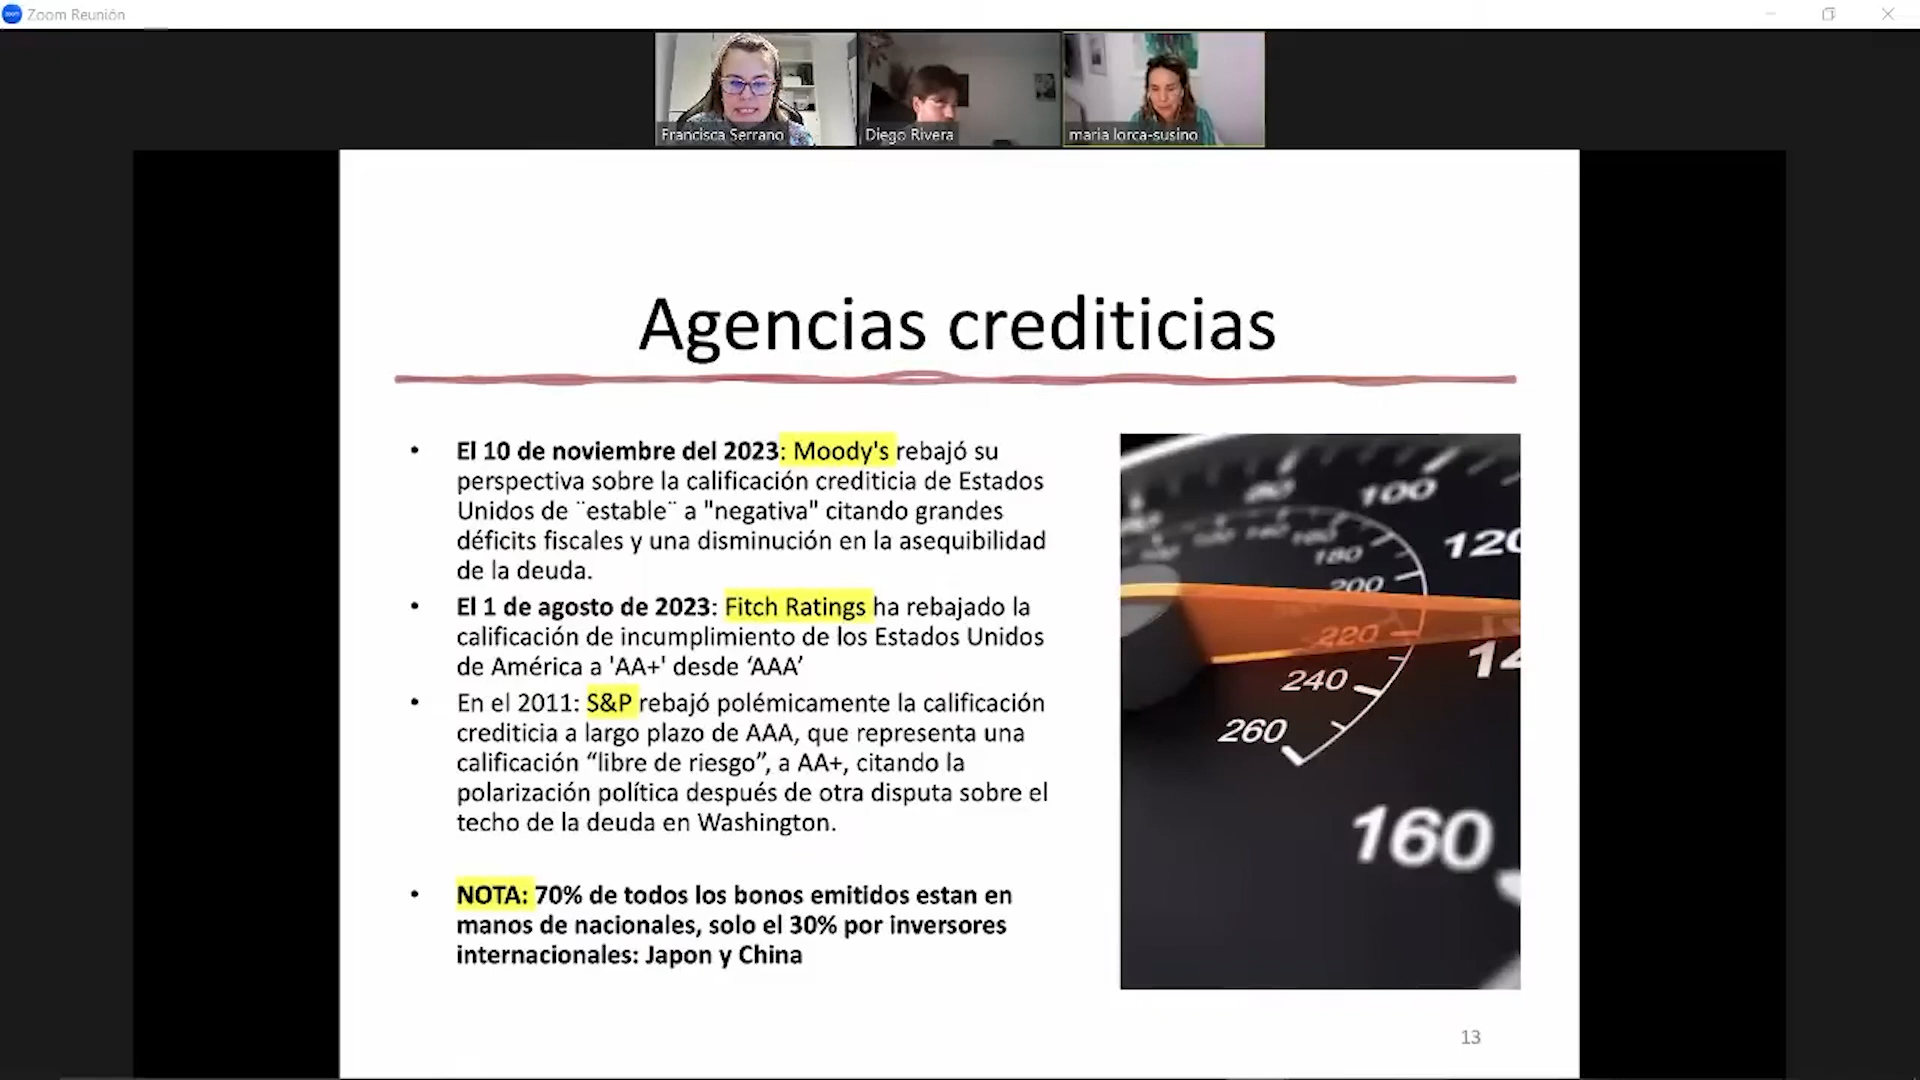 Zoom Reunión
Francisca Serrano
Diego Rivera
maria lorca-susino
Agencias crediticias
• El 10 de noviembre del 2023: Moody's rebajó su
perspectiva sobre la calificación crediticia de Estados
Unidos de ¨estable¨ a "negativa" citando grandes
déficits fiscales y una disminución en la asequibilidad
de la deuda.
• El 1 de agosto de 2023: Fitch Ratings ha rebajado la
calificación de incumplimiento de los Estados Unidos
de América a 'AA+' desde ‘AAA’
• En el 2011: S&P rebajó polémicamente la calificación
crediticia a largo plazo de AAA, que representa una
calificación “libre de riesgo”, a AA+, citando la
polarización política después de otra disputa sobre el
techo de la deuda en Washington.
• NOTA: 70% de todos los bonos emitidos estan en
manos de nacionales, solo el 30% por inversores
internacionales: Japon y China
80
100
120
180
200
220
240
260
160
13